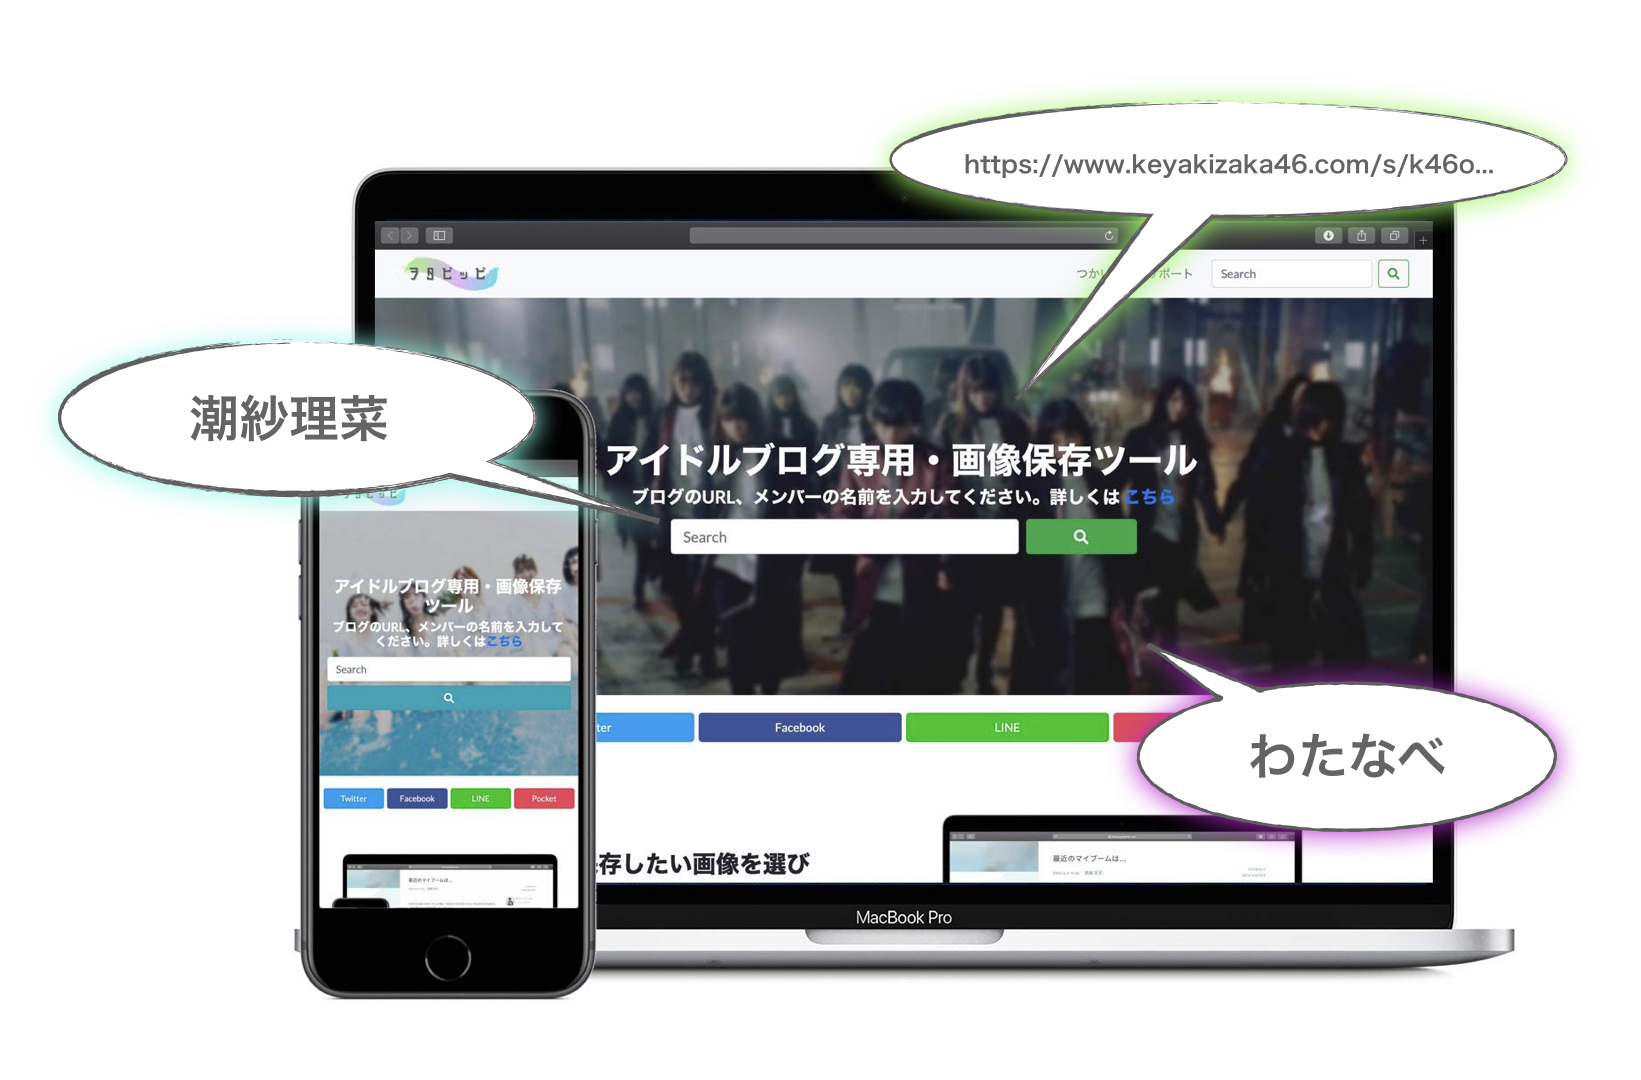 https://www.keyakizaka46.com/s/k46o...
ヲタピッピ
つかい
ポート
Search
潮紗理菜
アイドルブログ専用・画像保存ツール
ブログのURL、メンバーの名前を入力してください。詳しくは こちら
Search
アイドルブログ専用・画像保存
ツール
ブログのURL、メンバーの名前を入力して
ください。詳しくはこちら
Search
ter
Facebook
LINE
わたなべ
Twitter
Facebook
LINE
Pocket
存したい画像を選び
最近のマイブームは...
最近のマイブームは...
MacBook Pro